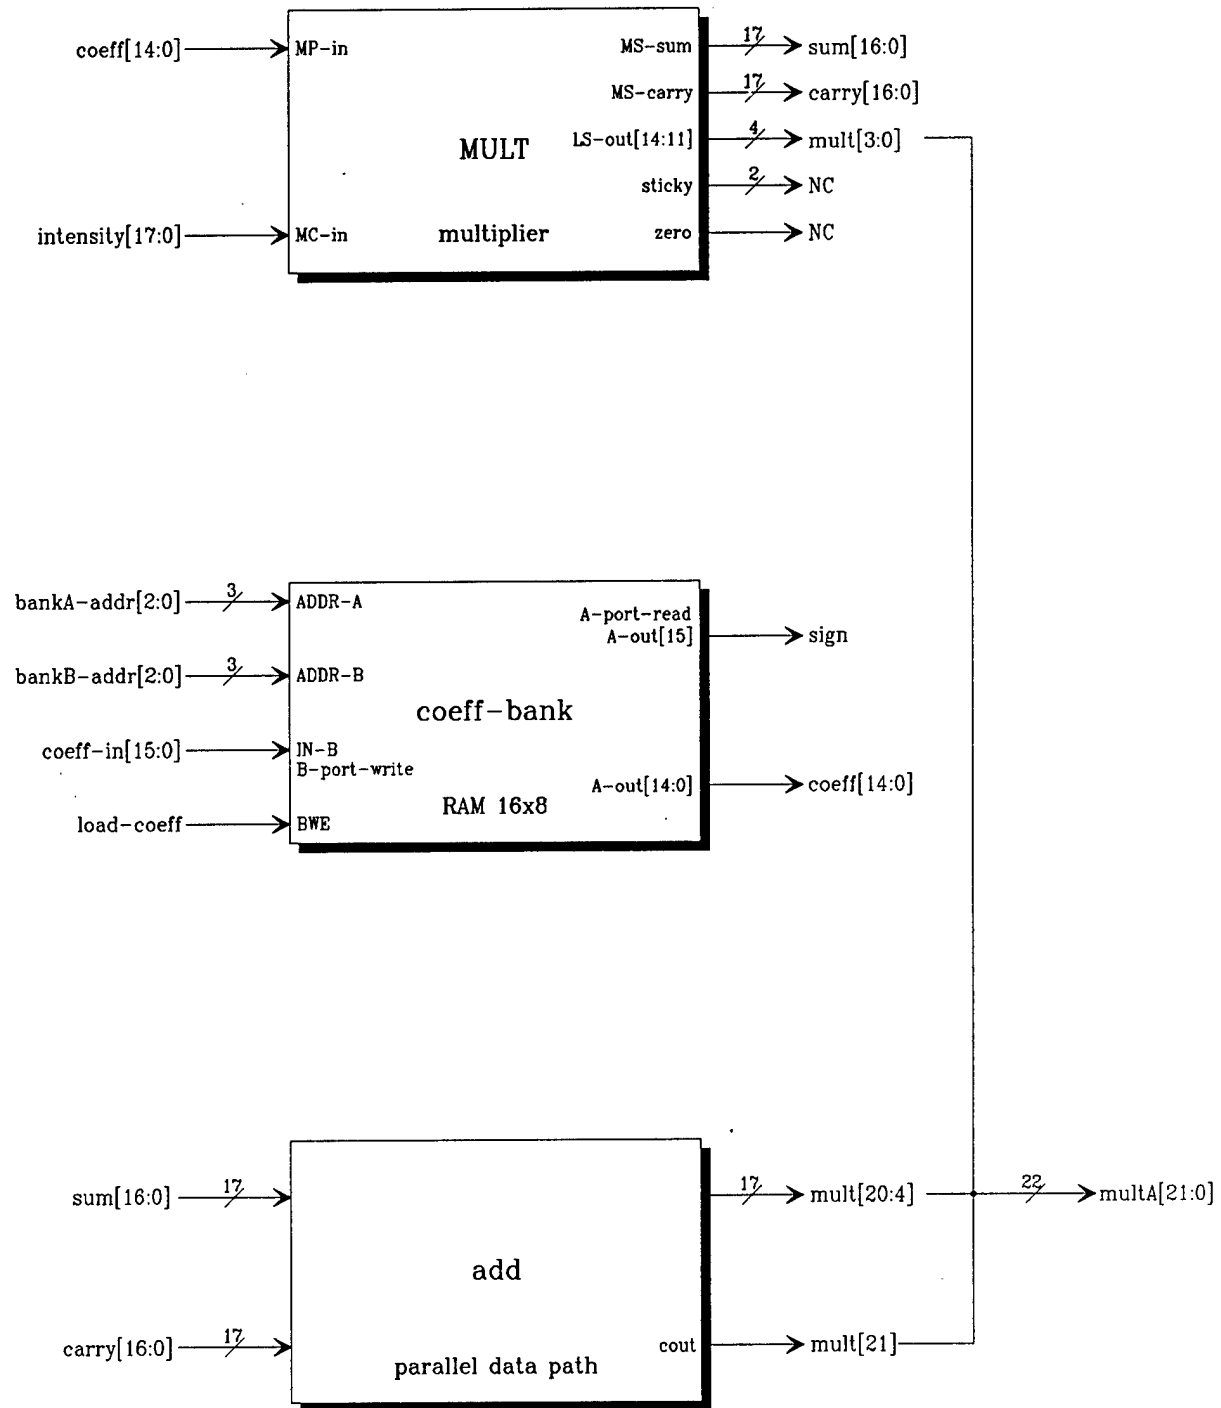 coeff[14:0] MP-in MS-sum 17 sum[16:0]
MS-carry 17 carry[16:0]
MULT LS-out[14:11] 4 mult[3:0]
sticky 2 NC
intensity[17:0] MC-in multiplier zero NC
bankA-addr[2:0] 3 ADDR-A
A-port-read
A-out[15] sign
bankB-addr[2:0] 3 ADDR-B
coeff-bank
coeff-in[15:0] IN-B
B-port-write
A-out[14:0] coeff[14:0]
RAM 16x8
load-coeff BWE
sum[16:0] 17 17 mult[20:4] 22 multA[21:0]
add
carry[16:0] 17 cout mult[21]
parallel data path